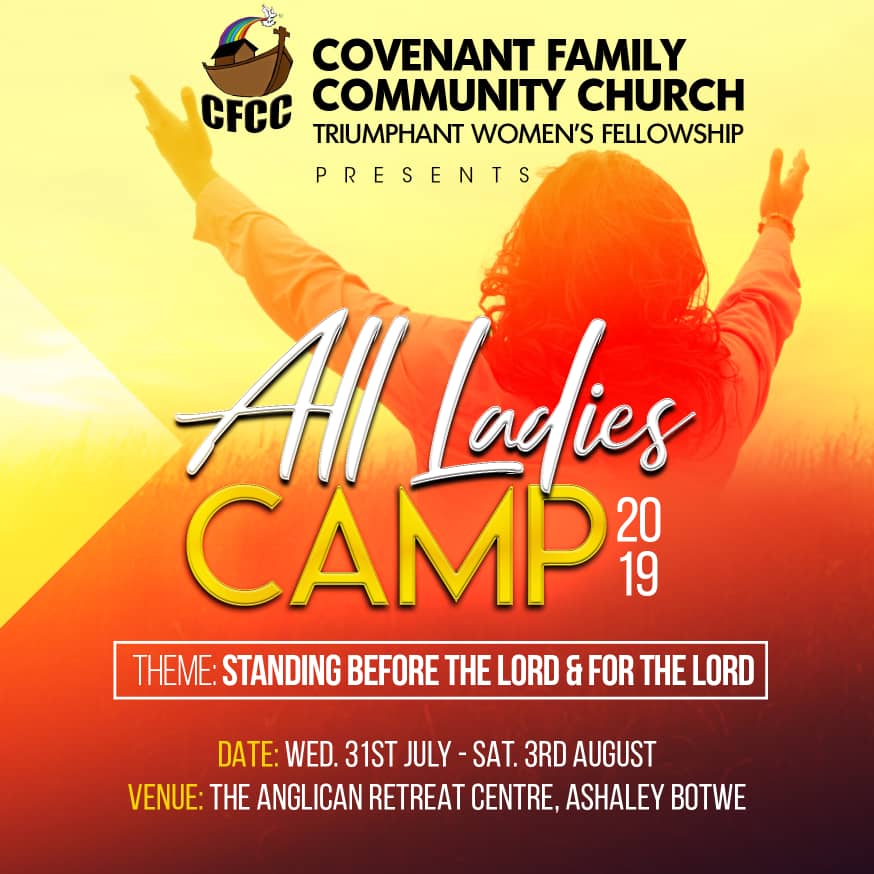 CFCC
COVENANT FAMILY
COMMUNITY CHURCH
TRIUMPHANT WOMEN'S FELLOWSHIP
PRESENTS
All Ladies
CAMP 20
19
THEME: STANDING BEFORE THE LORD & FOR THE LORD
DATE: WED. 31ST JULY - SAT. 3RD AUGUST
VENUE: THE ANGLICAN RETREAT CENTRE, ASHALEY BOTWE